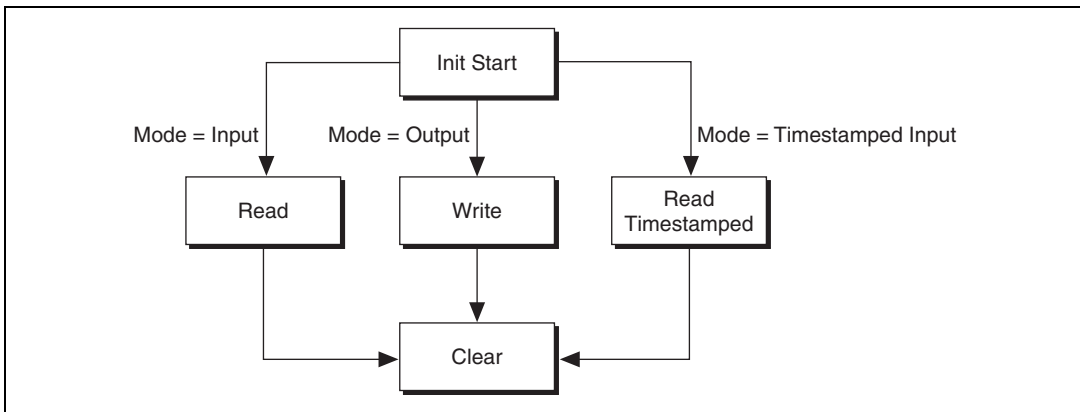 Init Start
Mode = Input
Mode = Output
Mode = Timestamped Input
Read
Write
Read
Timestamped
Clear